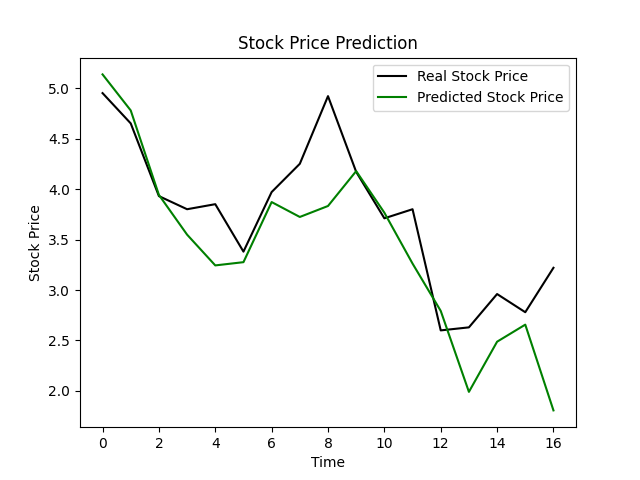 Stock Price Prediction
Real Stock Price
Predicted Stock Price
Stock Price
5.0
4.5
4.0
3.5
3.0
2.5
2.0
0 2 4 6 8 10 12 14 16
Time